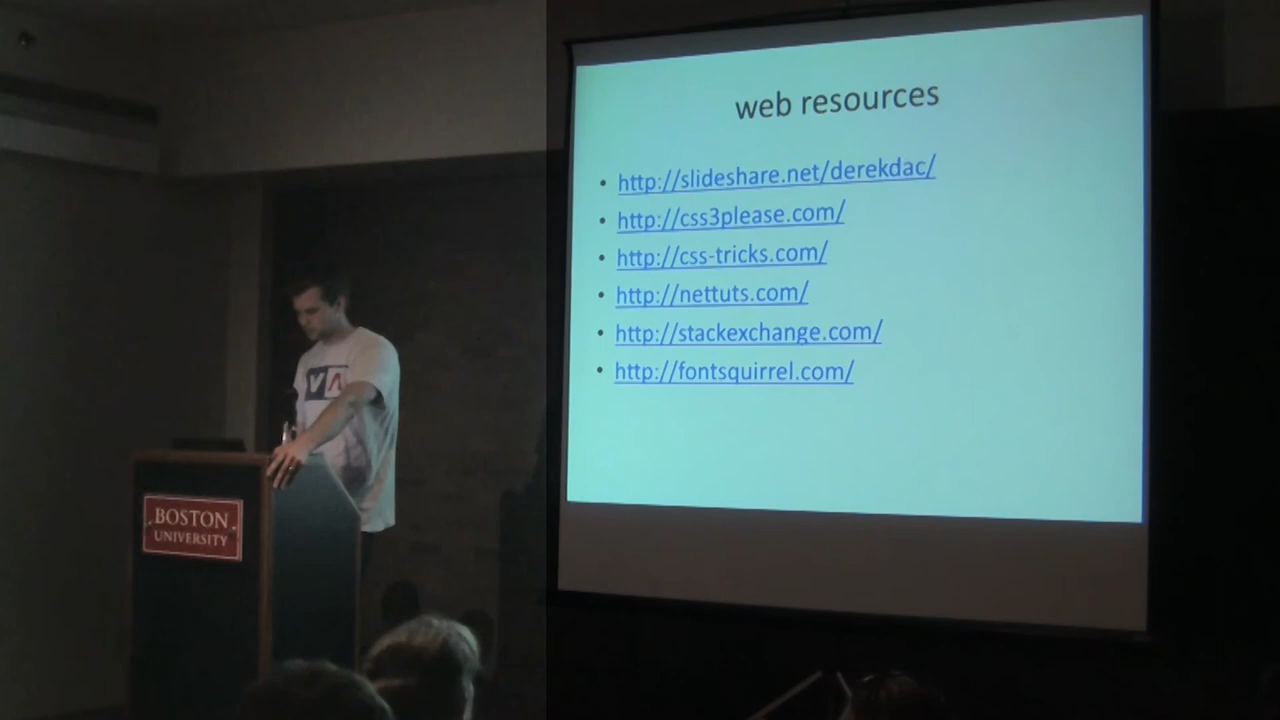 web resources
• http://slideshare.net/derekdac/
• http://css3please.com/
• http://css-tricks.com/
• http://nettuts.com/
• http://stackexchange.com/
• http://fontsquirrel.com/
BOSTON
UNIVERSITY